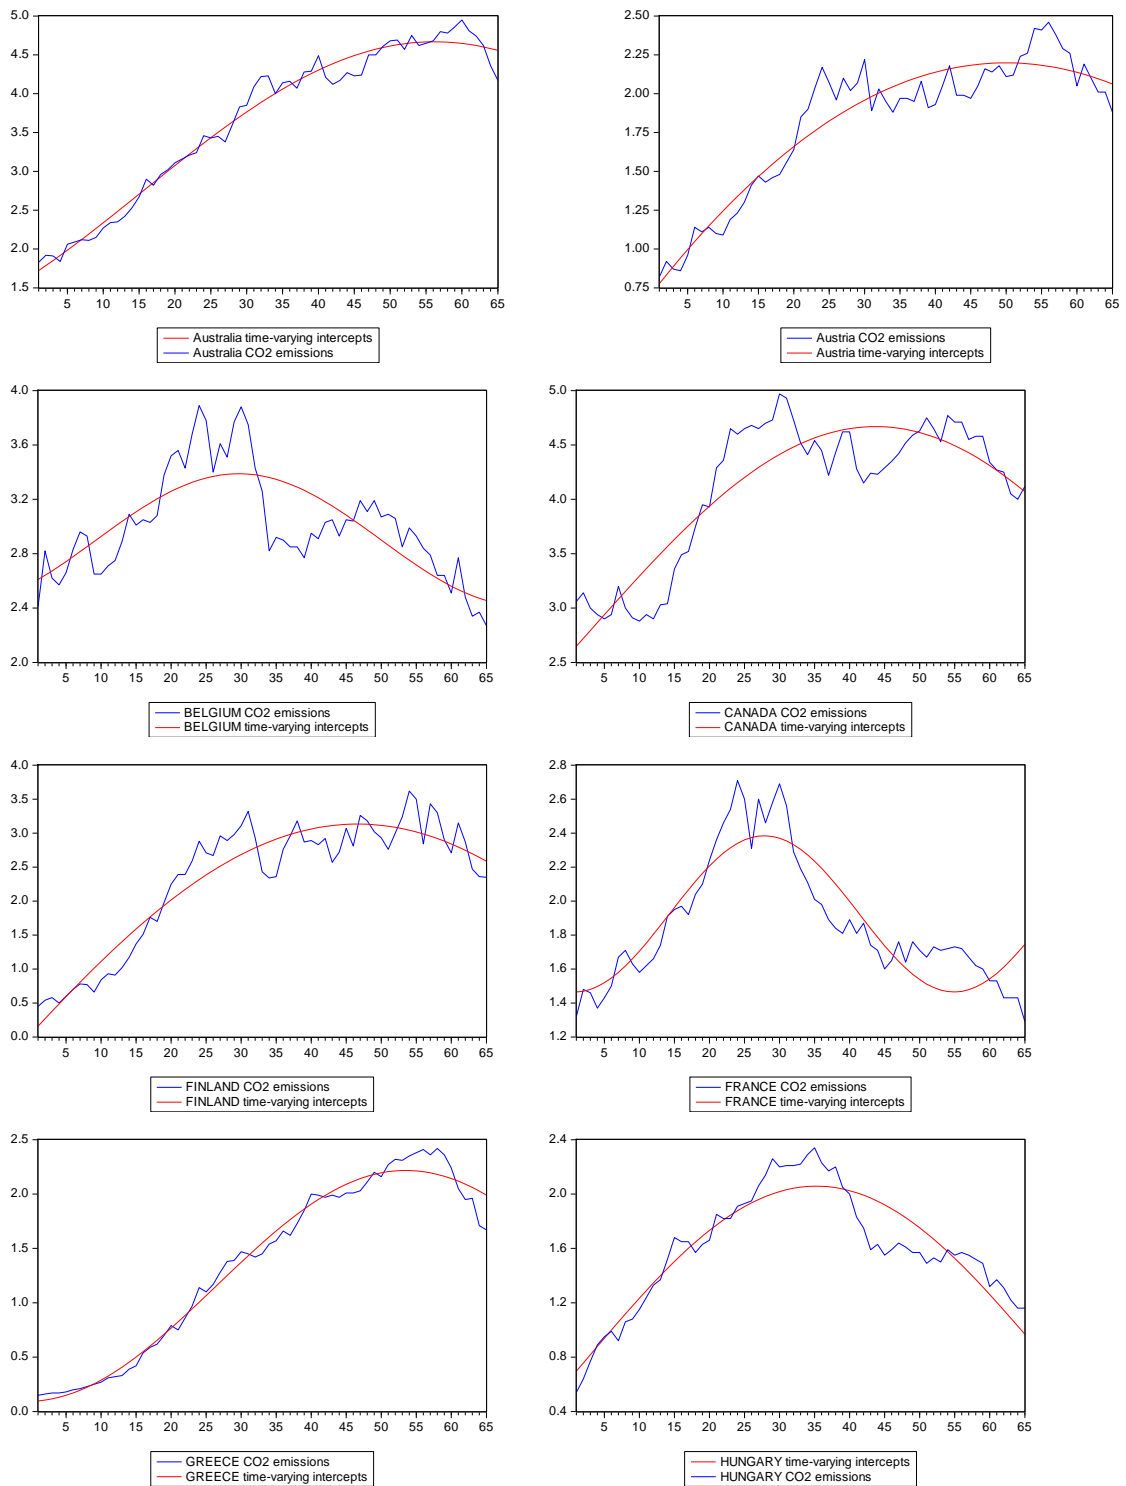 5.0
4.5
4.0
3.5
3.0
2.5
2.0
1.5
5 10 15 20 25 30 35 40 45 50 55 60 65
Australia time-varying intercepts
Australia CO2 emissions
2.50
2.25
2.00
1.75
1.50
1.25
1.00
0.75
5 10 15 20 25 30 35 40 45 50 55 60 65
Austria CO2 emissions
Austria time-varying intercepts
4.0
3.6
3.2
2.8
2.4
2.0
5 10 15 20 25 30 35 40 45 50 55 60 65
BELGIUM CO2 emissions
BELGIUM time-varying intercepts
5.0
4.5
4.0
3.5
3.0
2.5
5 10 15 20 25 30 35 40 45 50 55 60 65
CANADA CO2 emissions
CANADA time-varying intercepts
4.0
3.5
3.0
2.5
2.0
1.5
1.0
0.5
0.0
5 10 15 20 25 30 35 40 45 50 55 60 65
FINLAND CO2 emissions
FINLAND time-varying intercepts
2.8
2.4
2.0
1.6
1.2
5 10 15 20 25 30 35 40 45 50 55 60 65
FRANCE CO2 emissions
FRANCE time-varying intercepts
2.5
2.0
1.5
1.0
0.5
0.0
5 10 15 20 25 30 35 40 45 50 55 60 65
GREECE CO2 emissions
GREECE time-varying intercepts
2.4
2.0
1.6
1.2
0.8
0.4
5 10 15 20 25 30 35 40 45 50 55 60 65
HUNGARY time-varying intercepts
HUNGARY CO2 emissions